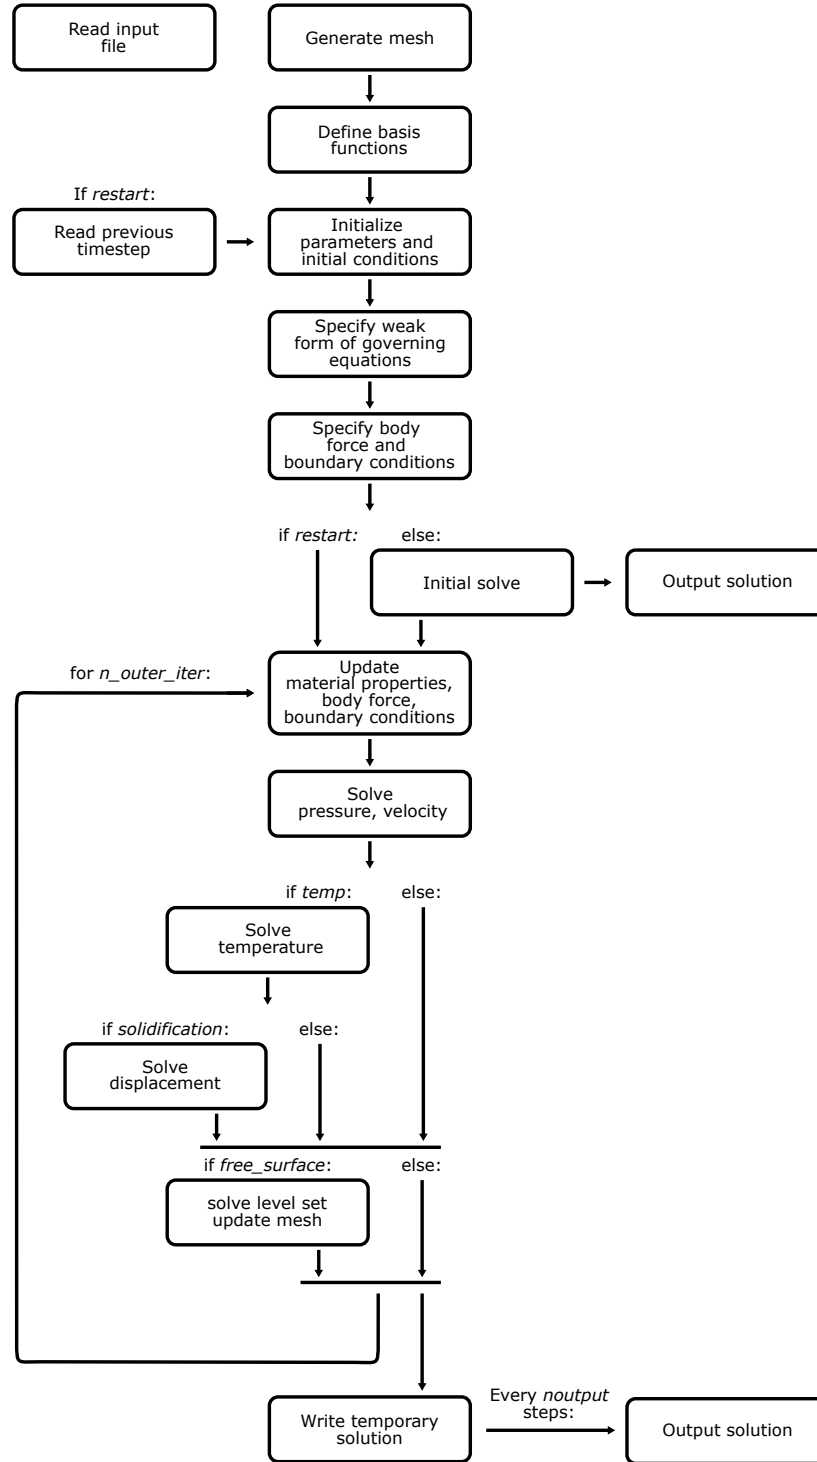 Read input
file
Generate mesh
Define basis
functions
If restart:
Read previous
timestep
Initialize
parameters and
initial conditions
Specify weak
form of governing
equations
Specify body
force and
boundary conditions
if restart:
else:
Initial solve
Output solution
for n_outer_iter:
Update
material properties,
body force,
boundary conditions
Solve
pressure, velocity
if temp:
else:
Solve
temperature
if solidification:
else:
Solve
displacement
if free_surface:
else:
solve level set
update mesh
Write temporary
solution
Every noutput
steps:
Output solution